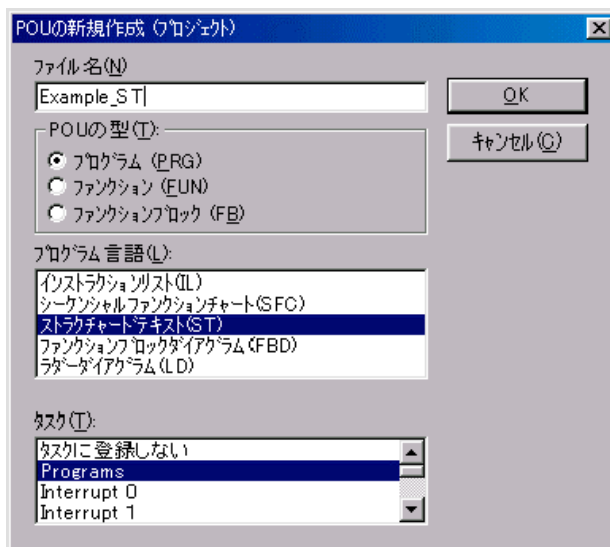 POUの新規作成 (プロジェクト)
ファイル名(N)
Example_ST
OK
POUの型(T):
キャンセル(C)
プログラム (PRG)
ファンクション (FUN)
ファンクションブロック (FB)
プログラム言語(L):
インストラクションリスト(IL)
シーケンシャルファンクションチャート(SFC)
ストラクチャードテキスト(ST)
ファンクションブロックダイアグラム(FBD)
ラダーダイアグラム(LD)
タスク(T):
タスクに登録しない
Programs
Interrupt 0
Interrupt 1